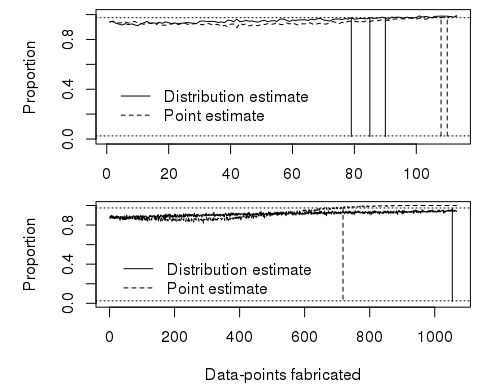 Proportion
0.8
0.4
0.0
Distribution estimate
Point estimate
0 20 40 60 80 100
Proportion
0.8
0.4
0.0
Distribution estimate
Point estimate
0 200 400 600 800 1000
Data-points fabricated